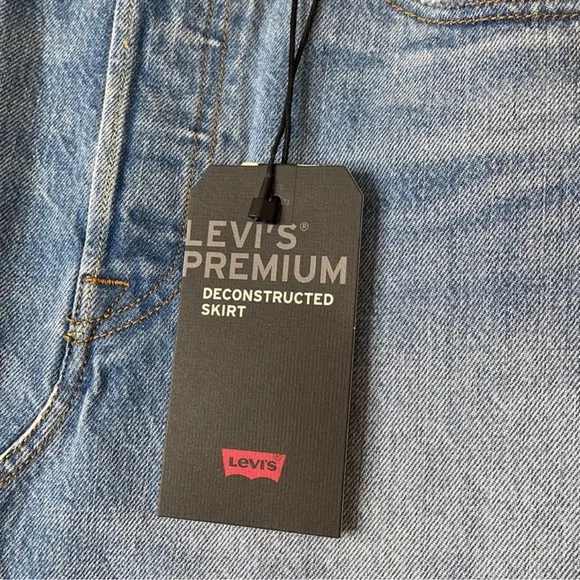 LEVI'S®
PREMIUM
DECONSTRUCTED
SKIRT
LEVI'S